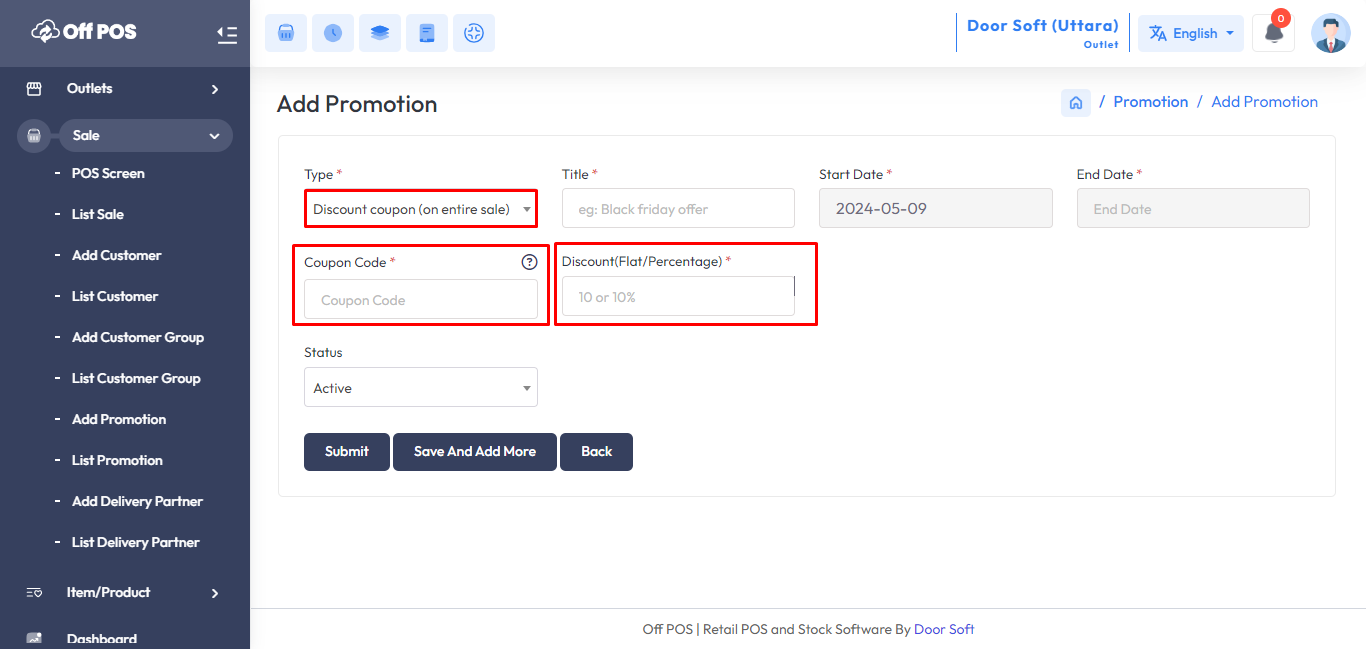 Off POS
Door Soft (Uttara)
Outlet
English
0
Outlets
Sale
- POS Screen
- List Sale
- Add Customer
- List Customer
- Add Customer Group
- List Customer Group
- Add Promotion
- List Promotion
- Add Delivery Partner
- List Delivery Partner
Item/Product
Dashboard
Add Promotion
/ Promotion / Add Promotion
Type * Title * Start Date * End Date *
Discount coupon (on entire sale) eg: Black friday offer 2024-05-09 End Date
Coupon Code * ? Discount(Flat/Percentage) *
Coupon Code 10 or 10%
Status
Active
Submit Save And Add More Back
Off POS | Retail POS and Stock Software By Door Soft